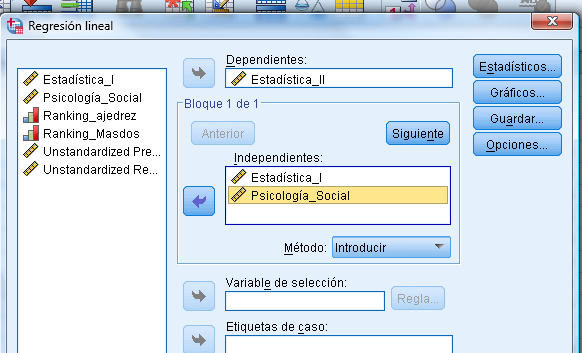 Regresión lineal
Estadística_I
Psicología_Social
Ranking_ajedrez
Ranking_Masdos
Unstandardized Pre...
Unstandardized Re...
Dependientes:
Estadística_II
Bloque 1 de 1
Anterior
Siguiente
Independientes:
Estadística_I
Psicología_Social
Método:
Introducir
Variable de selección:
Regla...
Etiquetas de caso:
Estadísticos...
Gráficos...
Guardar...
Opciones...